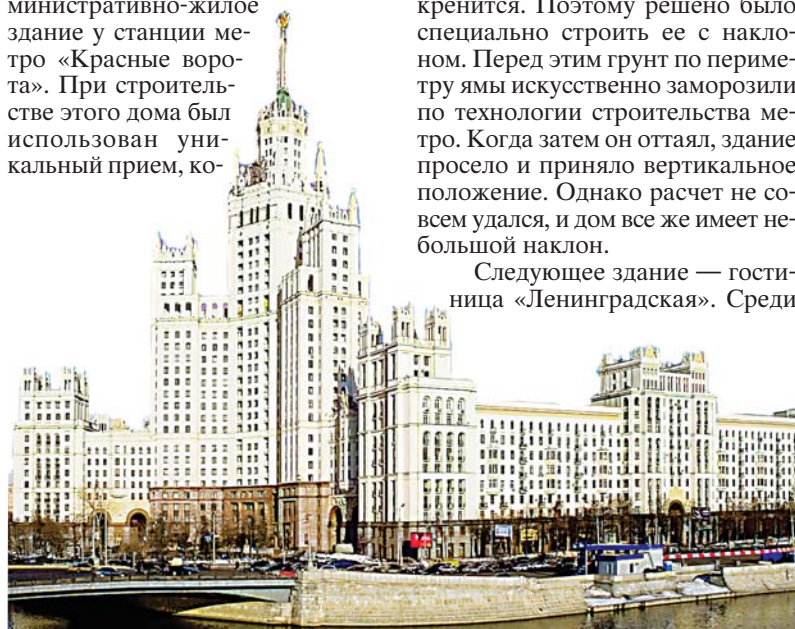 министративно-жилое
здание у станции ме-
тро «Красные воро-
та». При строитель-
стве этого дома был
использован уни-
кальный прием, ко-
кренится. Поэтому решено было
специально строить ее с накло-
ном. Перед этим грунт по периме-
тру ямы искусственно заморозили
по технологии строительства ме-
тро. Когда затем он оттаял, здание
просело и приняло вертикальное
положение. Однако расчет не со-
всем удался, и дом все же имеет не-
большой наклон.
Следующее здание — гости-
ница «Ленинградская». Среди